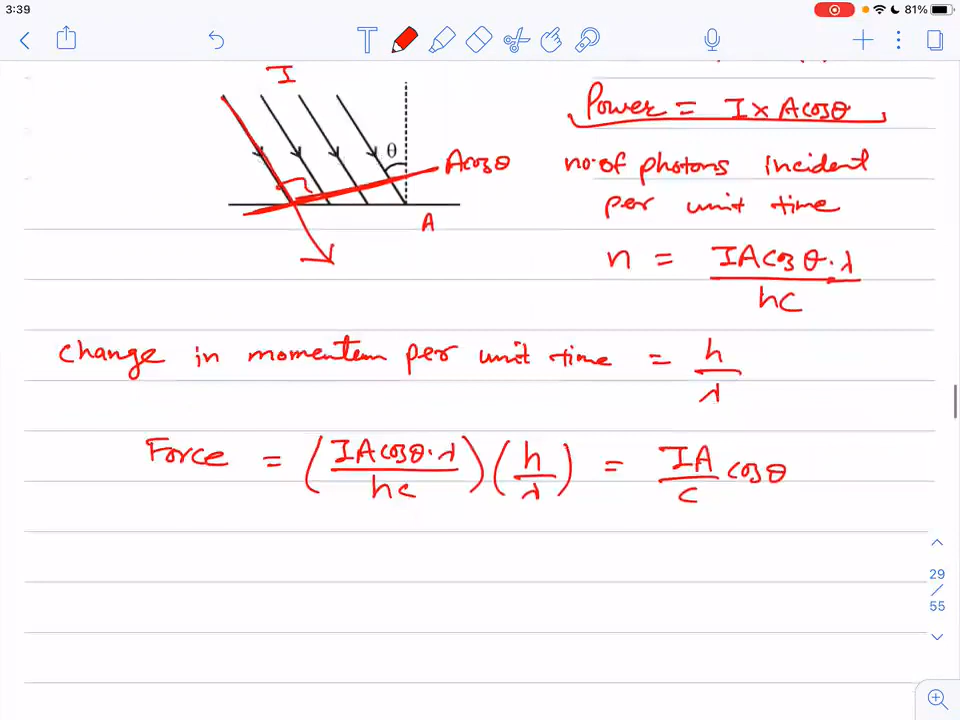 3:39
81%
I
θ
Acosθ
A
Power = I x Acosθ
no. of photons incident
per unit time
n = IAcosθ.λ / hc
change in momentum per unit time = h / λ
Force = (IAcosθ.λ / hc) (h / λ) = IA / c cosθ
29
/
55